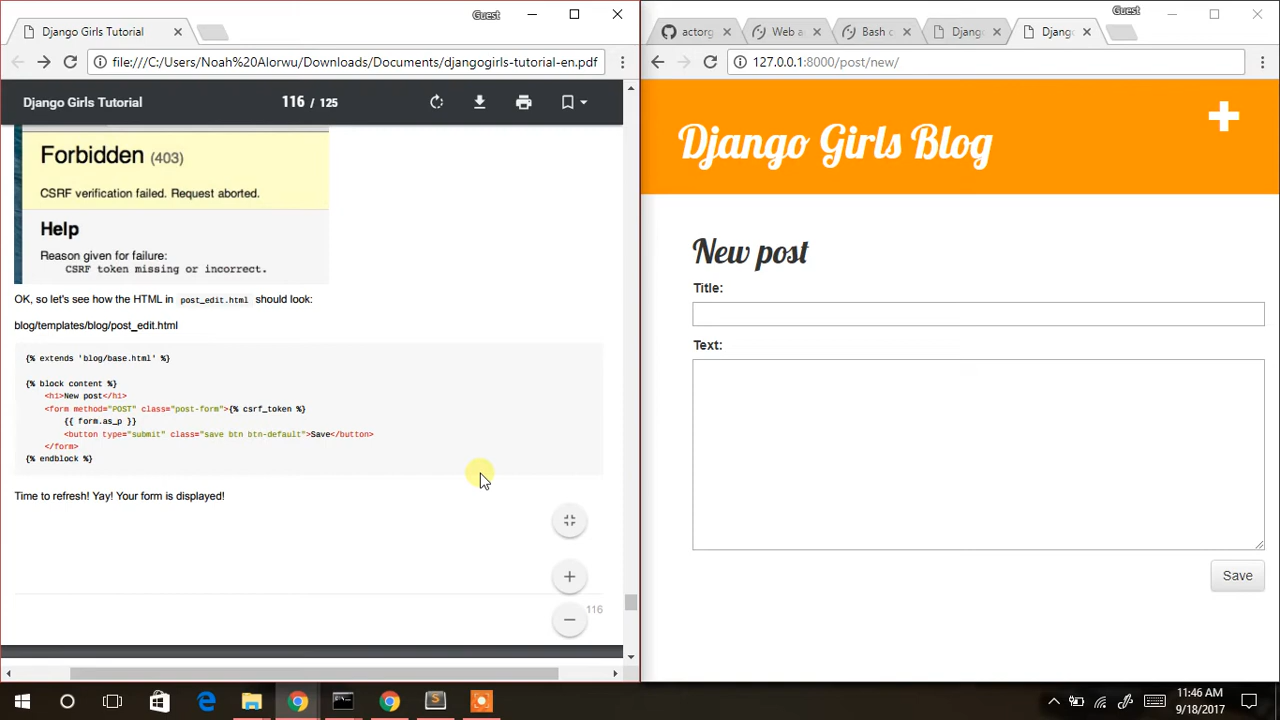 Guest
Django Girls Tutorial
file:///C:/Users/Noah%20Alorwu/Downloads/Documents/djangogirls-tutorial-en.pdf
Django Girls Tutorial
116 / 125
Forbidden (403)
CSRF verification failed. Request aborted.
Help
Reason given for failure:
CSRF token missing or incorrect.
OK, so let's see how the HTML in post_edit.html should look:
blog/templates/blog/post_edit.html
{% extends 'blog/base.html' %}
{% block content %}
<h1>New post</h1>
<form method="POST" class="post-form">{% csrf_token %}
{{ form.as_p }}
<button type="submit" class="save btn btn-default">Save</button>
</form>
{% endblock %}
Time to refresh! Yay! Your form is displayed!
116
Guest
actorg
Web a
Bash c
Django
Django
127.0.0.1:8000/post/new/
Django Girls Blog
New post
Title:
Text:
Save
11:46 AM
9/18/2017